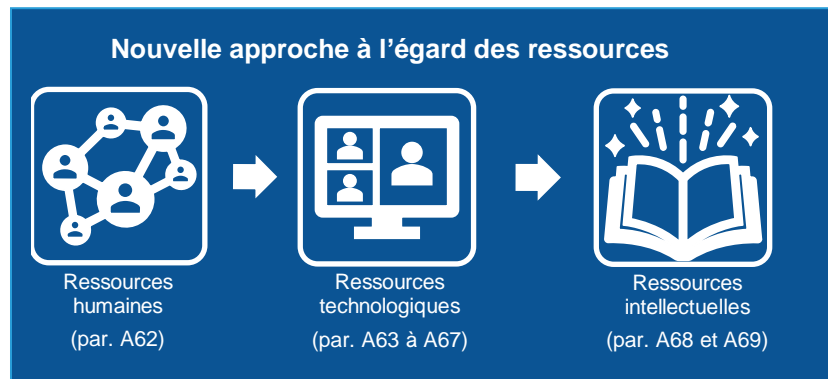 Nouvelle approche à l’égard des ressources
Ressources
humaines
(par. A62)
Ressources
technologiques
(par. A63 à A67)
Ressources
intellectuelles
(par. A68 et A69)